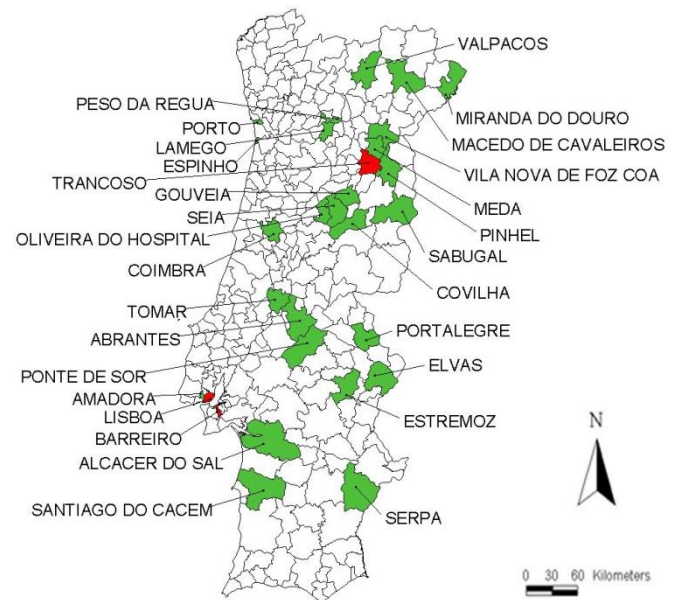 VALPACOS
PESO DA REGUA
PORTO
LAMEGO
ESPINHO
TRANCOSO
GOUVEIA
SEIA
OLIVEIRA DO HOSPITAL
COIMBRA
MIRANDA DO DOURO
MACEDO DE CAVALEIROS
VILA NOVA DE FOZ COA
MEDA
PINHEL
SABUGAL
COVILHA
TOMAR
ABRANTES
PONTE DE SOR
AMADORA
LISBOA
BARREIRO
ALCACER DO SAL
SANTIAGO DO CACEM
PORTALEGRE
ELVAS
ESTREMOZ
SERPA
N
0 30 60 Kilometers